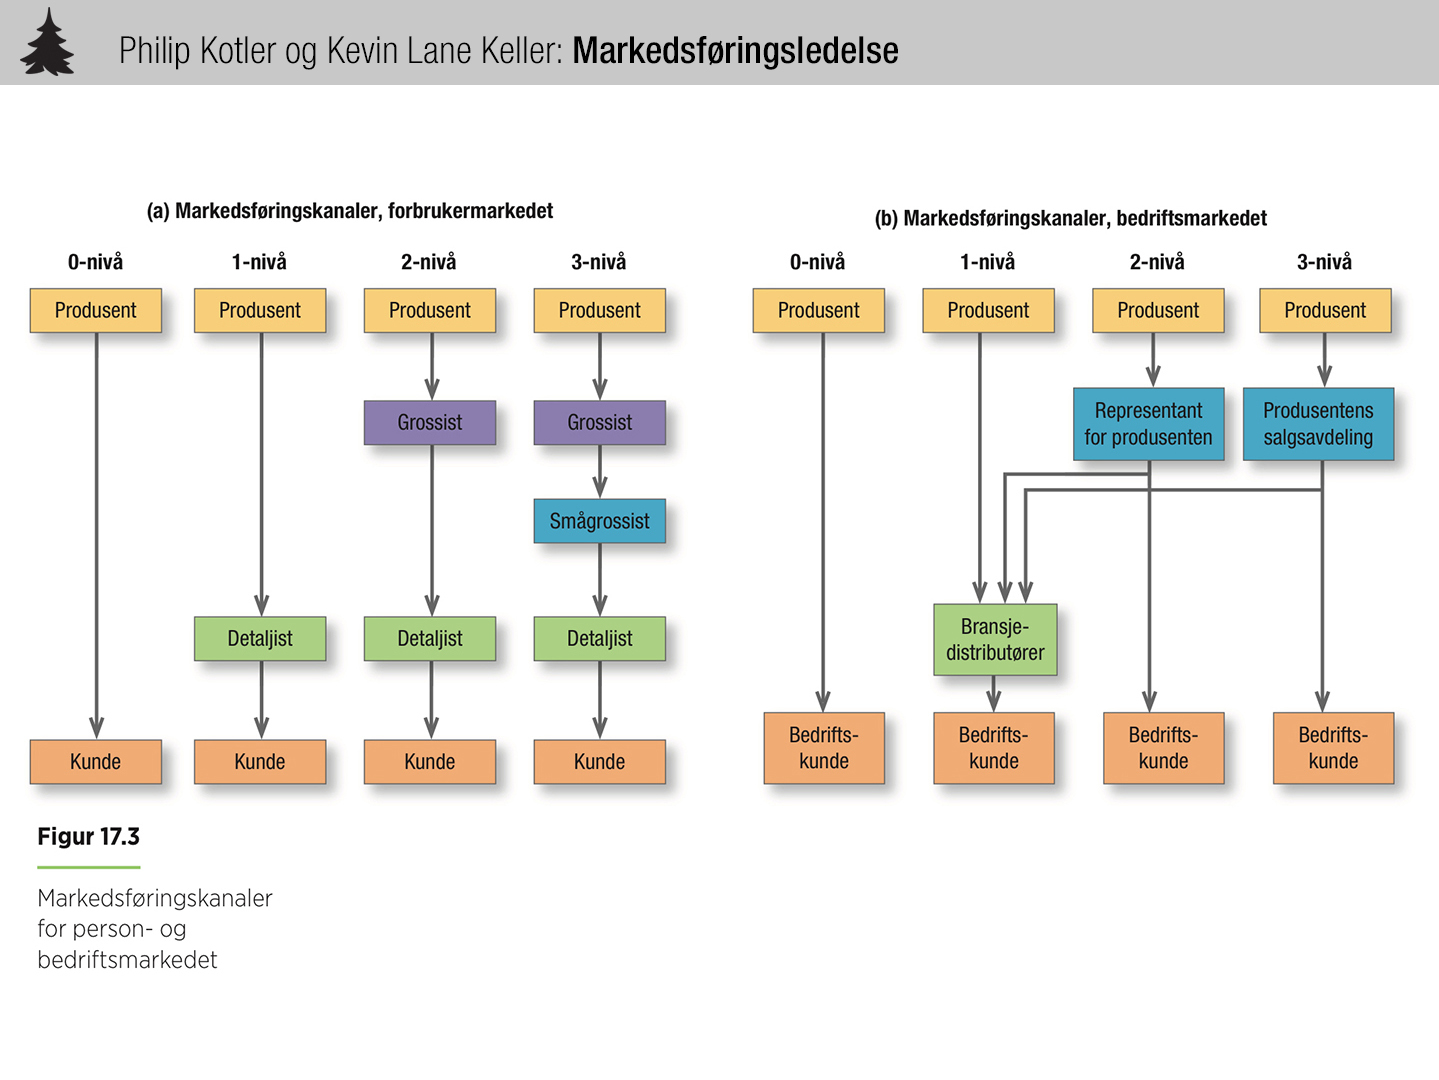 Philip Kotler og Kevin Lane Keller: Markedsføringsledelse
(a) Markedsføringskanaler, forbrukermarkedet
0-nivå 1-nivå 2-nivå 3-nivå
Produsent Produsent Produsent Produsent
Grossist Grossist
Smågrossist
Detaljist Detaljist Detaljist
Kunde Kunde Kunde Kunde
(b) Markedsføringskanaler, bedriftsmarkedet
0-nivå 1-nivå 2-nivå 3-nivå
Produsent Produsent Produsent Produsent
Representant
for produsenten
Produsentens
salgsavdeling
Bransje-
distributører
Bedrifts-
kunde
Bedrifts-
kunde
Bedrifts-
kunde
Bedrifts-
kunde
Figur 17.3
Markedsføringskanaler
for person- og
bedriftsmarkedet